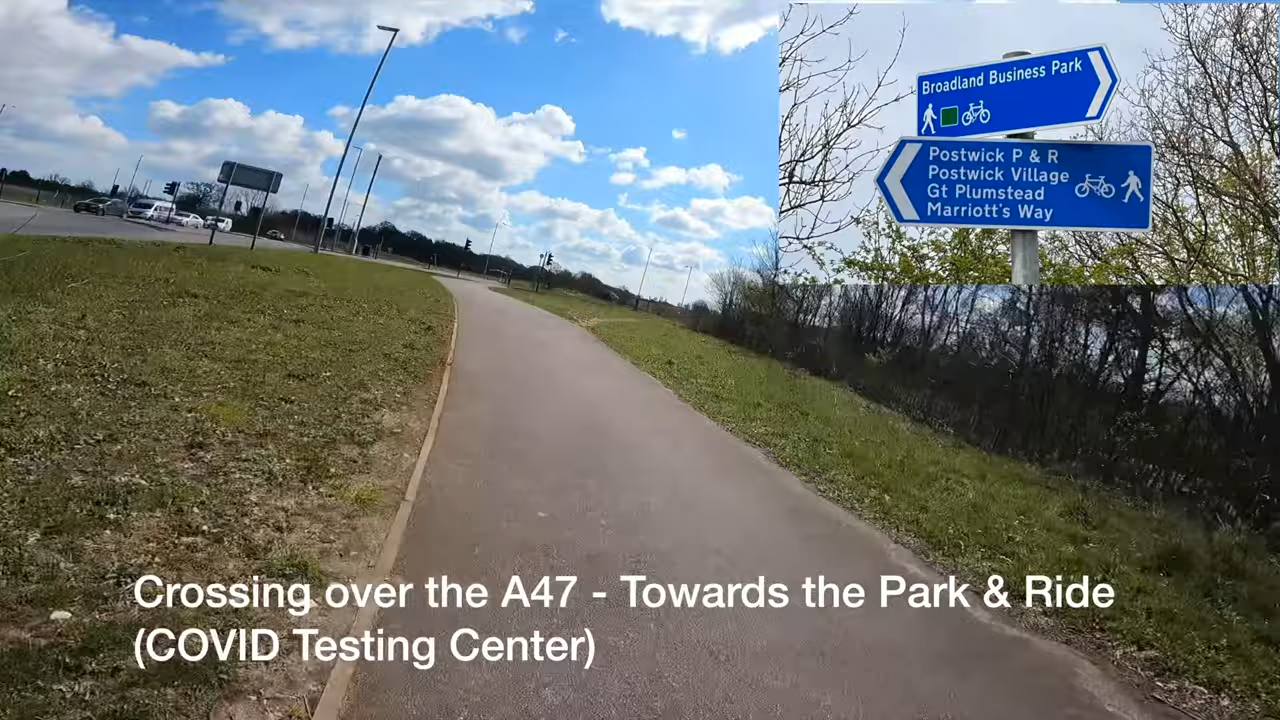 Broadland Business Park
Postwick P & R
Postwick Village
Gt Plumstead
Marriott's Way
Crossing over the A47 - Towards the Park & Ride
(COVID Testing Center)